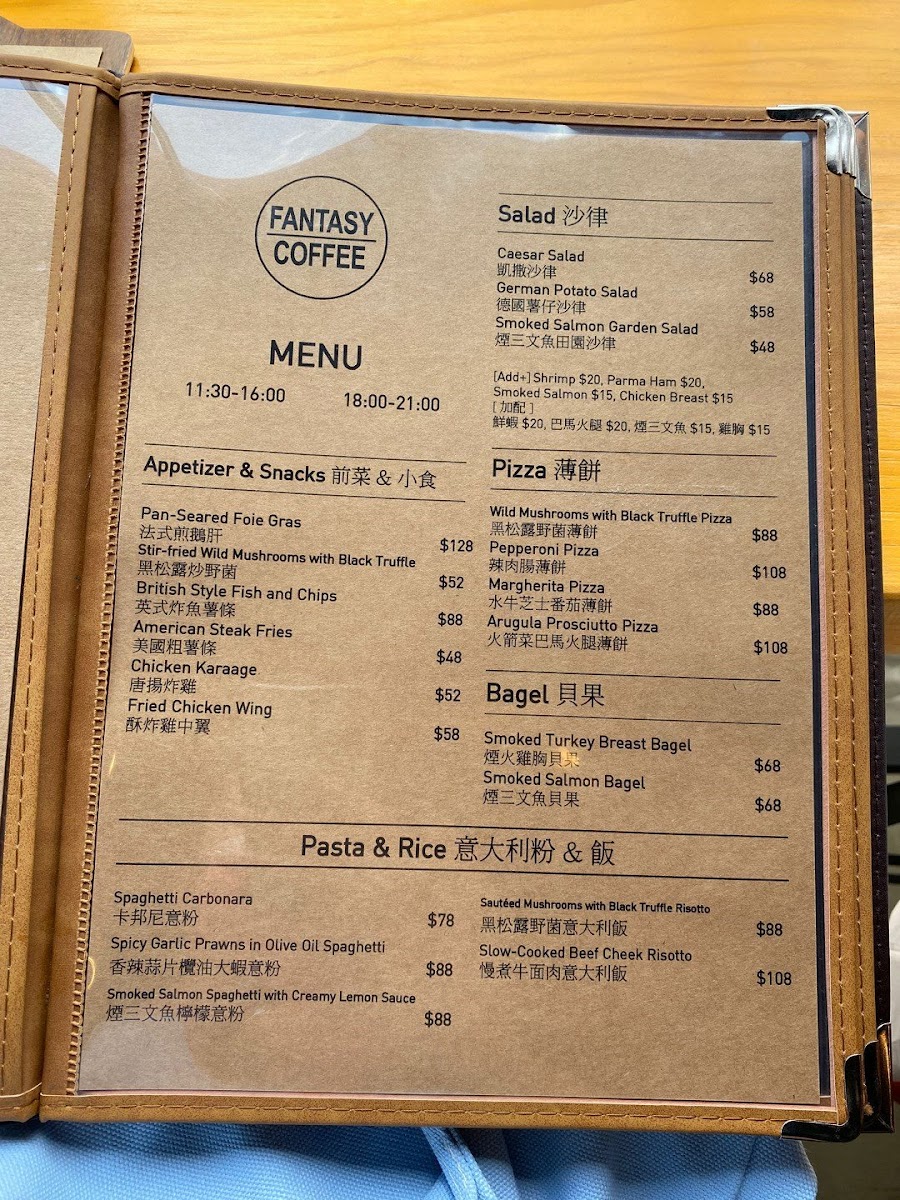 FANTASY
COFFEE
MENU
11:30-16:00 18:00-21:00
Appetizer & Snacks 前菜 & 小食
Pan-Seared Foie Gras
法式煎鵝肝 $128
Stir-fried Wild Mushrooms with Black Truffle
黑松露炒野菌 $52
British Style Fish and Chips
英式炸魚薯條 $88
American Steak Fries
美國粗薯條 $48
Chicken Karaage
唐揚炸雞 $52
Fried Chicken Wing
酥炸雞中翼 $58
Salad 沙律
Caesar Salad
凱撒沙律 $68
German Potato Salad
德國薯仔沙律 $58
Smoked Salmon Garden Salad
煙三文魚田園沙律 $48
[Add+] Shrimp $20, Parma Ham $20,
Smoked Salmon $15, Chicken Breast $15
[ 加配 ]
鮮蝦 $20, 巴馬火腿 $20, 煙三文魚 $15, 雞胸 $15
Pizza 薄餅
Wild Mushrooms with Black Truffle Pizza
黑松露野菌薄餅 $88
Pepperoni Pizza
辣肉腸薄餅 $108
Margherita Pizza
水牛芝士番茄薄餅 $88
Arugula Prosciutto Pizza
火箭菜巴馬火腿薄餅 $108
Bagel 貝果
Smoked Turkey Breast Bagel
煙火雞胸貝果 $68
Smoked Salmon Bagel
煙三文魚貝果 $68
Pasta & Rice 意大利粉 & 飯
Spaghetti Carbonara
卡邦尼意粉 $78
Spicy Garlic Prawns in Olive Oil Spaghetti
香辣蒜片欖油大蝦意粉 $88
Smoked Salmon Spaghetti with Creamy Lemon Sauce
煙三文魚檸檬意粉 $88
Sautéed Mushrooms with Black Truffle Risotto
黑松露野菌意大利飯 $88
Slow-Cooked Beef Cheek Risotto
慢煮牛面肉意大利飯 $108